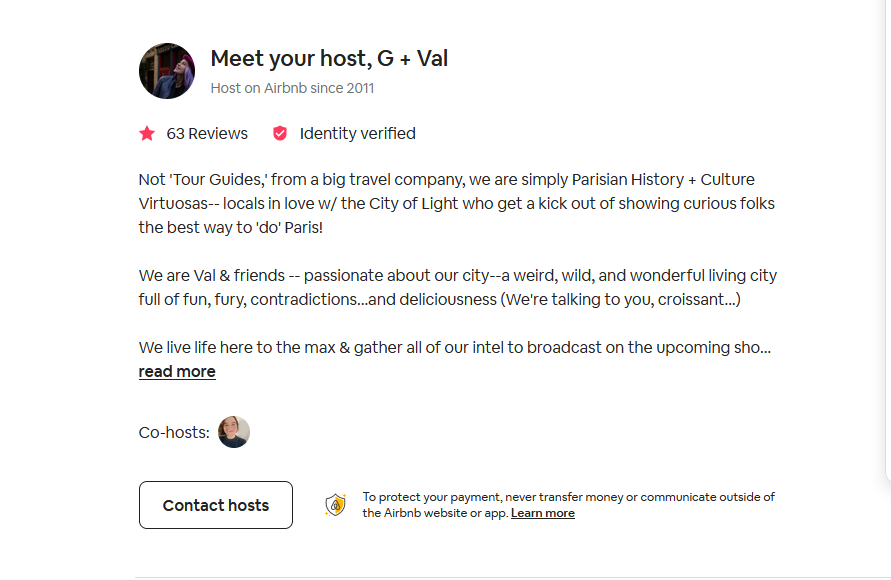 Meet your host, G + Val
Host on Airbnb since 2011
63 Reviews
Identity verified
Not 'Tour Guides,' from a big travel company, we are simply Parisian History + Culture
Virtuosas-- locals in love w/ the City of Light who get a kick out of showing curious folks
the best way to 'do' Paris!
We are Val & friends -- passionate about our city--a weird, wild, and wonderful living city
full of fun, fury, contradictions...and deliciousness (We're talking to you, croissant...)
We live life here to the max & gather all of our intel to broadcast on the upcoming sho...
read more
Co-hosts:
Contact hosts
To protect your payment, never transfer money or communicate outside of
the Airbnb website or app. Learn more